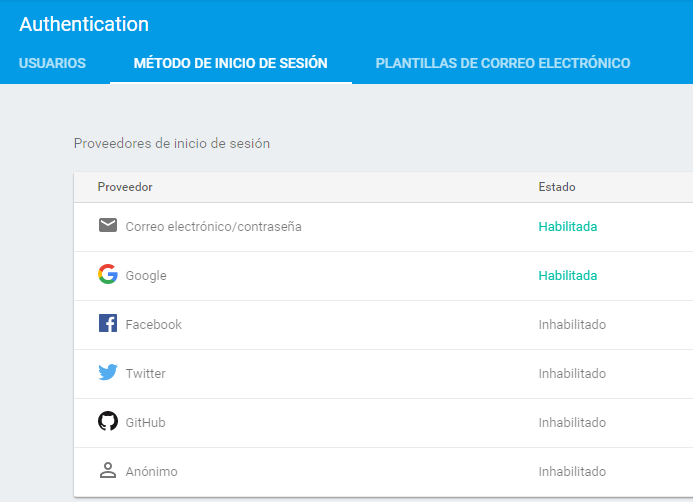 Authentication
USUARIOS MÉTODO DE INICIO DE SESIÓN PLANTILLAS DE CORREO ELECTRÓNICO
Proveedores de inicio de sesión
Proveedor Estado
Correo electrónico/contraseña Habilitada
Google Habilitada
Facebook Inhabilitado
Twitter Inhabilitado
GitHub Inhabilitado
Anónimo Inhabilitado